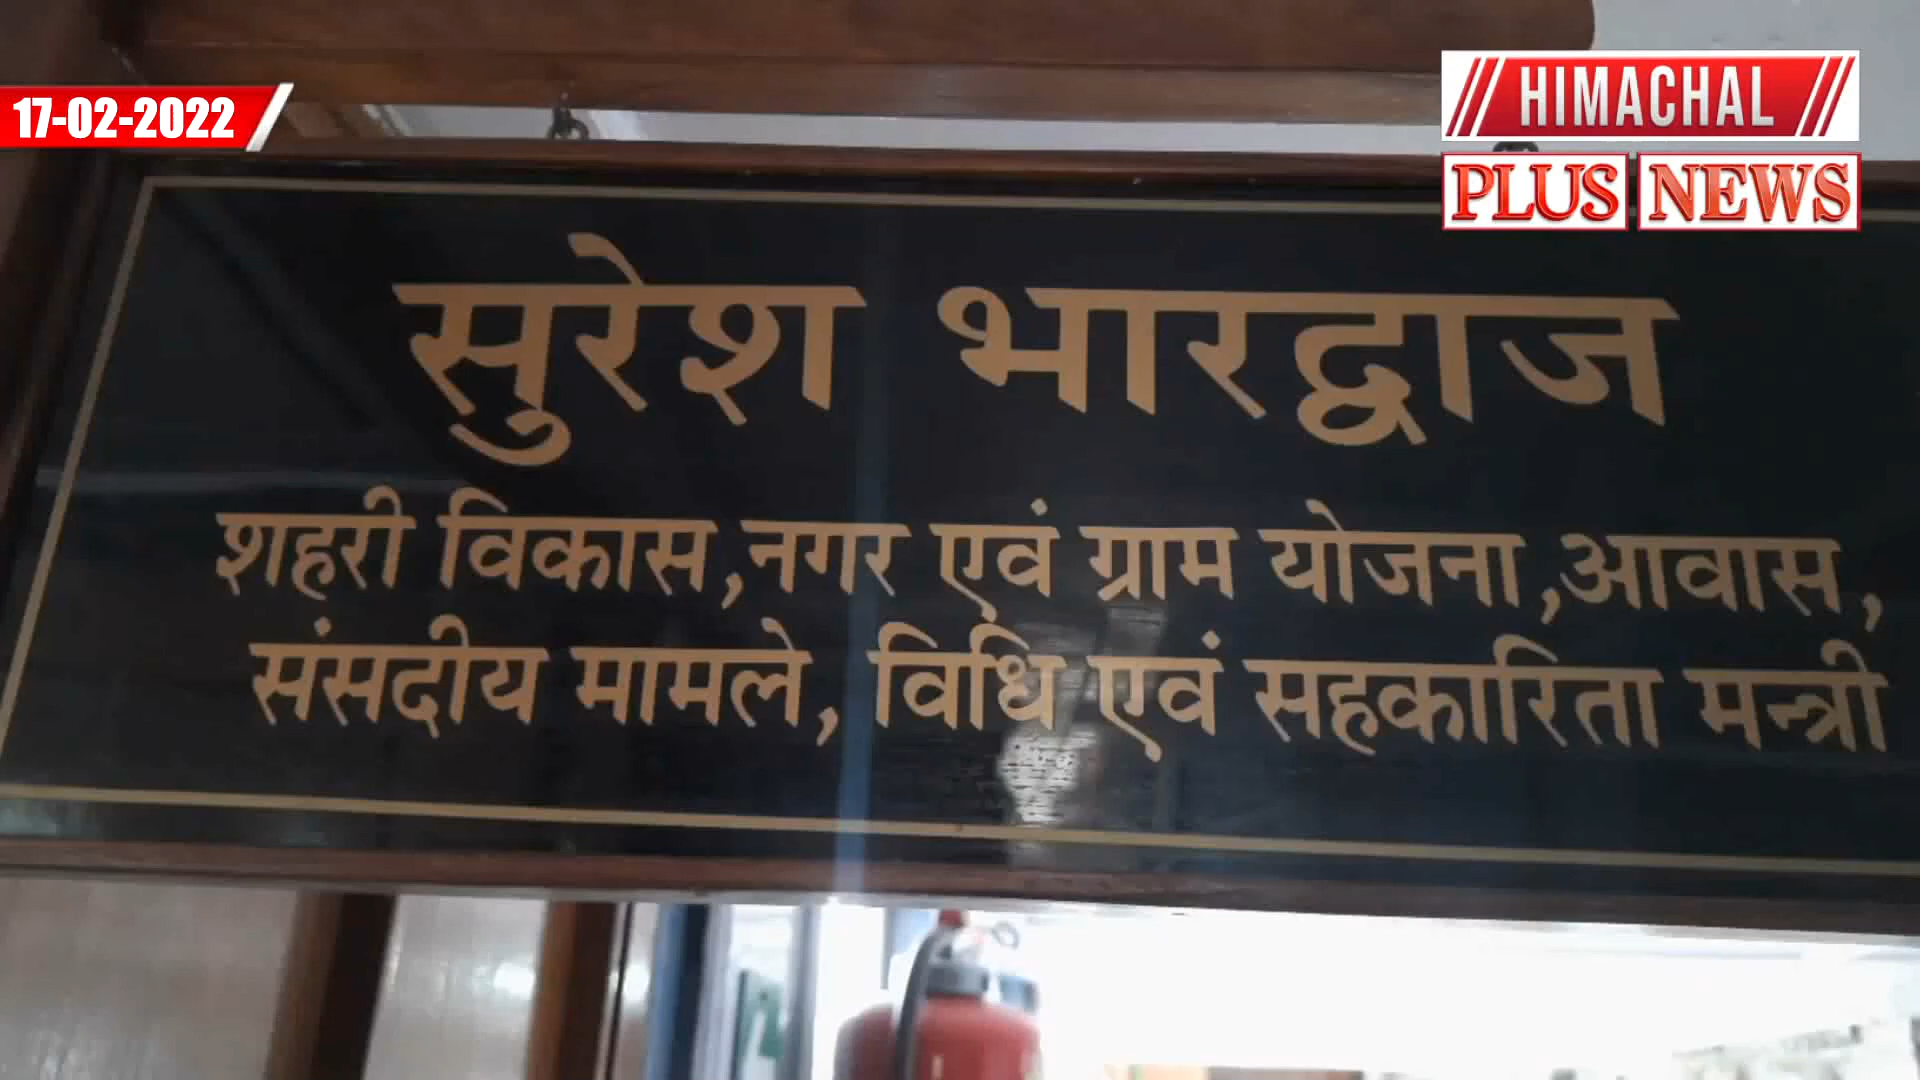 17-02-2022
HIMACHAL
PLUS NEWS
सुरेश भारद्वाज
शहरी विकास,नगर एवं ग्राम योजना,आवास,
संसदीय मामले, विधि एवं सहकारिता मन्त्री